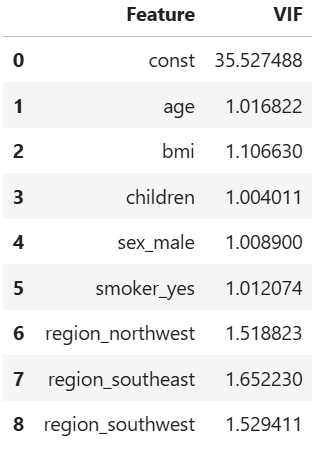 Feature VIF
0 const 35.527488
1 age 1.016822
2 bmi 1.106630
3 children 1.004011
4 sex_male 1.008900
5 smoker_yes 1.012074
6 region_northwest 1.518823
7 region_southeast 1.652230
8 region_southwest 1.529411